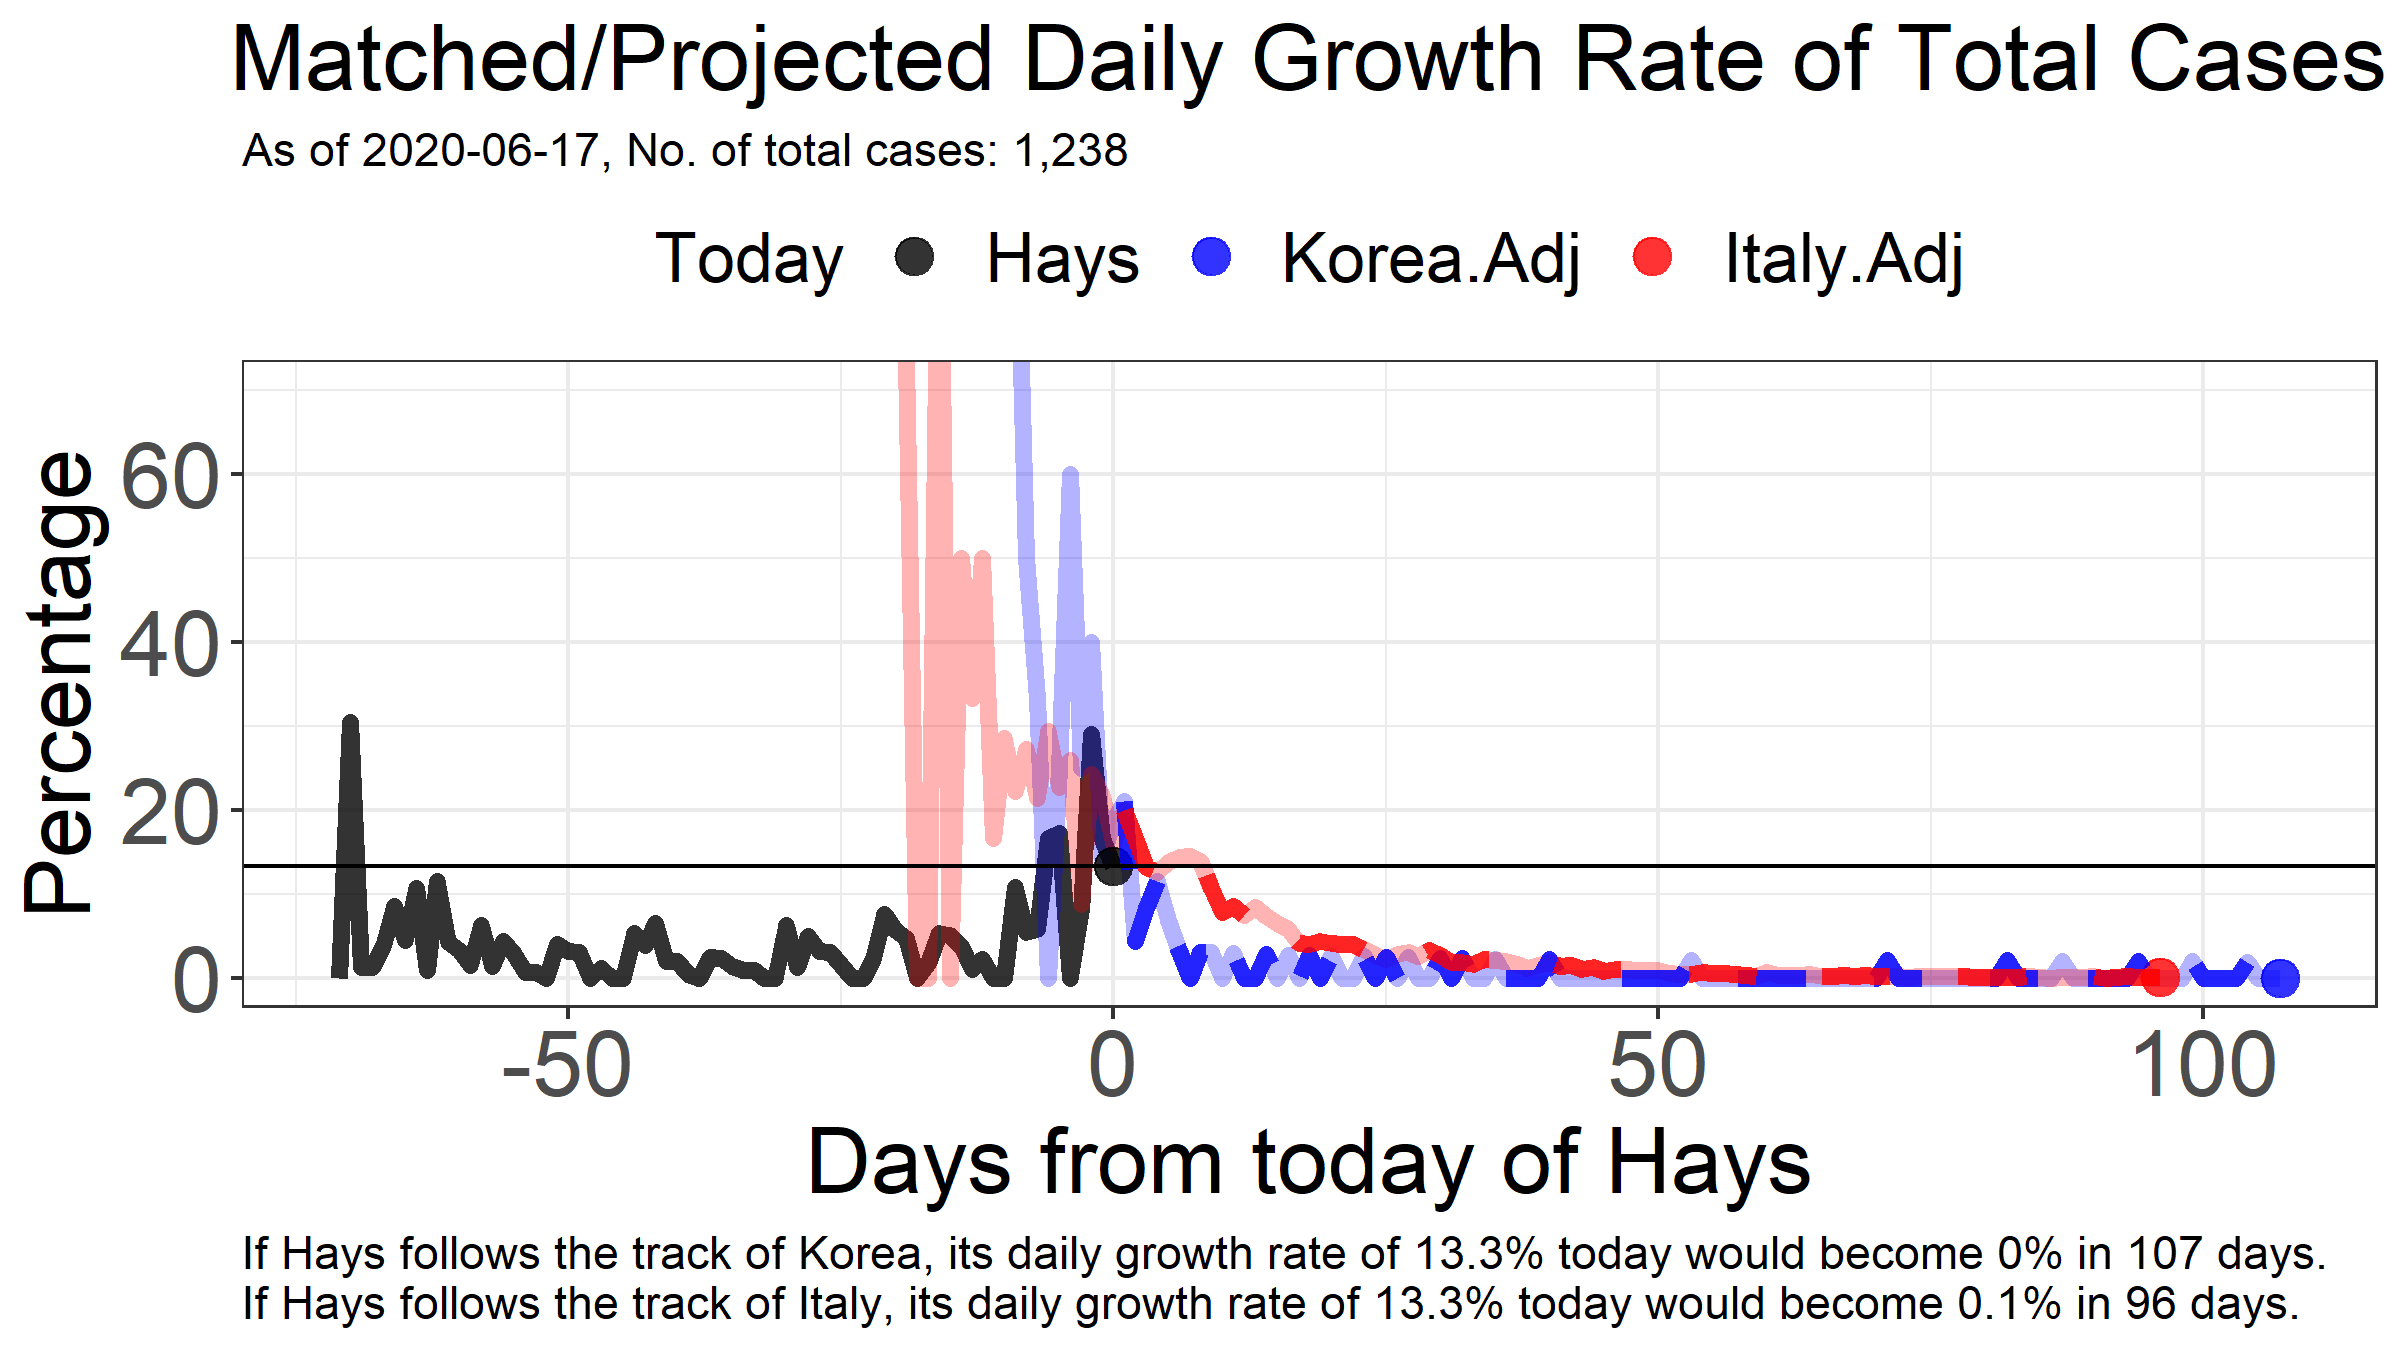 Matched/Projected Daily Growth Rate of Total Cases
As of 2020-06-17, No. of total cases: 1,238
Today Hays Korea.Adj Italy.Adj
Percentage
60
40
20
0
-50 0 50 100
Days from today of Hays
If Hays follows the track of Korea, its daily growth rate of 13.3% today would become 0% in 107 days.
If Hays follows the track of Italy, its daily growth rate of 13.3% today would become 0.1% in 96 days.